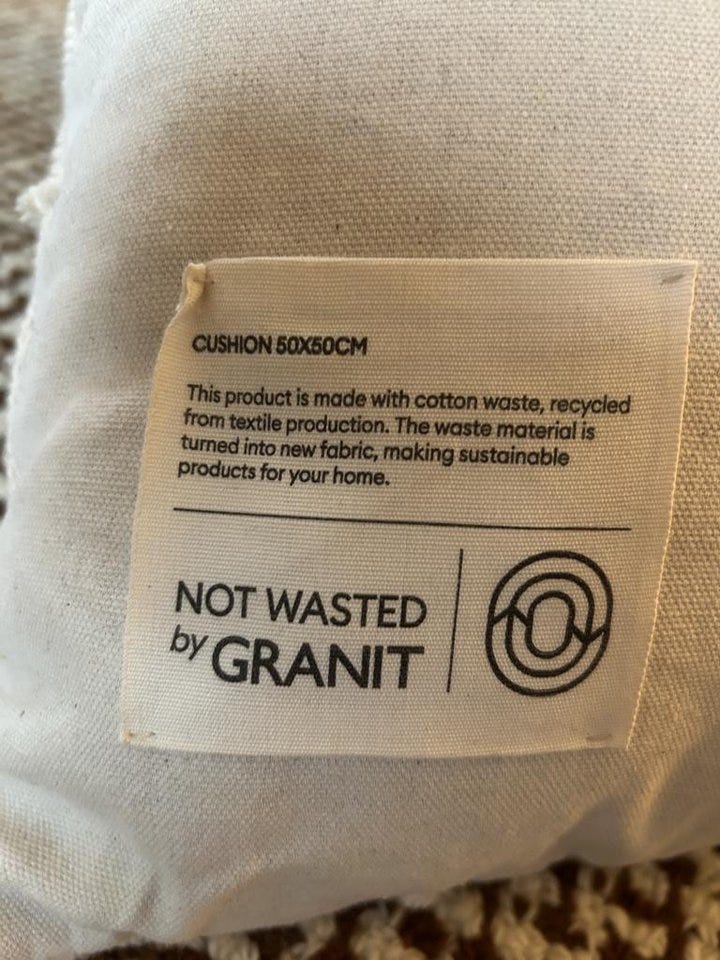 CUSHION 50X50CM
This product is made with cotton waste, recycled
from textile production. The waste material is
turned into new fabric, making sustainable
products for your home.
NOT WASTED
by GRANIT